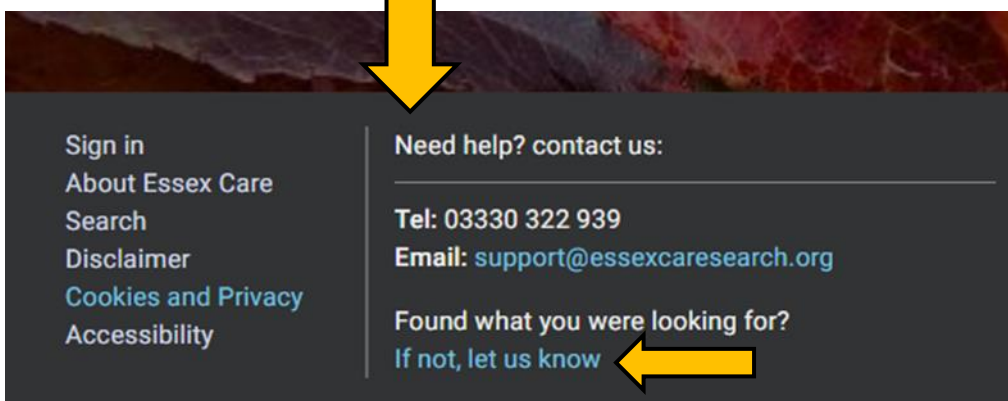 Sign in
About Essex Care
Search
Disclaimer
Cookies and Privacy
Accessibility
Need help? contact us:
Tel: 03330 322 939
Email: support@essexcaresearch.org
Found what you were looking for?
If not, let us know